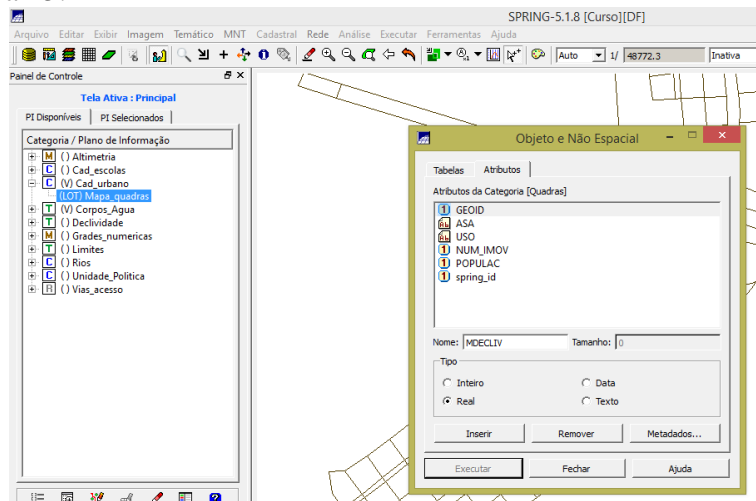 SPRING-5.1.8 [Curso][DF]
Arquivo Editar Exibir Imagem Temático MNT Cadastral Rede Análise Executar Ferramentas Ajuda
Auto 1/ 48772.3 Inativa
Painel de Controle
Tela Ativa : Principal
PI Disponíveis PI Selecionados
Categoria / Plano de Informação
M ( ) Altimetria
C ( ) Cad_escolas
C (V) Cad_urbano
(LOT) Mapa_quadras
T (V) Corpos_Agua
T ( ) Declividade
M ( ) Grades_numericas
T ( ) Limites
C ( ) Rios
C ( ) Unidade_Politica
R ( ) Vias_acesso
Objeto e Não Espacial
Tabelas Atributos
Atributos da Categoria [Quadras]
GEOID
ASA
USO
NUM_IMOV
POPULAC
spring_id
Nome: MDECLIV Tamanho: 0
Tipo
Inteiro Data
Real Texto
Inserir Remover Metadados...
Executar Fechar Ajuda